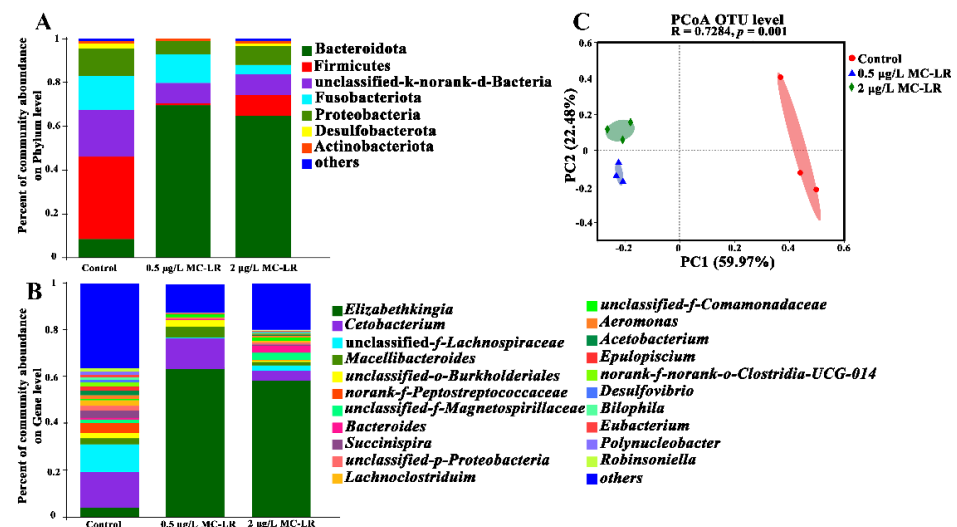 A
Percent of community abundance
on Phylum level
1
0.8
0.6
0.4
0.2
0
Control
0.5 μg/L MC-LR
2 μg/L MC-LR
Bacteroidota
Firmicutes
unclassified-k-norank-d-Bacteria
Fusobacteriota
Proteobacteria
Desulfobacterota
Actinobacteriota
others
C
PCoA OTU level
R = 0.7284, p = 0.001
PC2 (22.48%)
0.6
0.4
0.2
0
-0.2
-0.4
-0.2
0
0.2
0.4
0.6
PC1 (59.97%)
Control
0.5 μg/L MC-LR
2 μg/L MC-LR
B
Percent of community abundance
on Gene level
1
0.8
0.6
0.4
0.2
0
Control
0.5 μg/L MC-LR
2 μg/L MC-LR
Elizabethkingia
Cetobacterium
unclassified-f-Lachnospiraceae
Macellibacteroides
unclassified-o-Burkholderiales
norank-f-Peptostreptococcaceae
unclassified-f-Magnetospirillaceae
Bacteroides
Succinispira
unclassified-p-Proteobacteria
Lachnoclostriduim
unclassified-f-Comamonadaceae
Aeromonas
Acetobacterium
Epulopiscium
norank-f-norank-o-Clostridia-UCG-014
Desulfovibrio
Bilophila
Eubacterium
Polynucleobacter
Robinsoniella
others